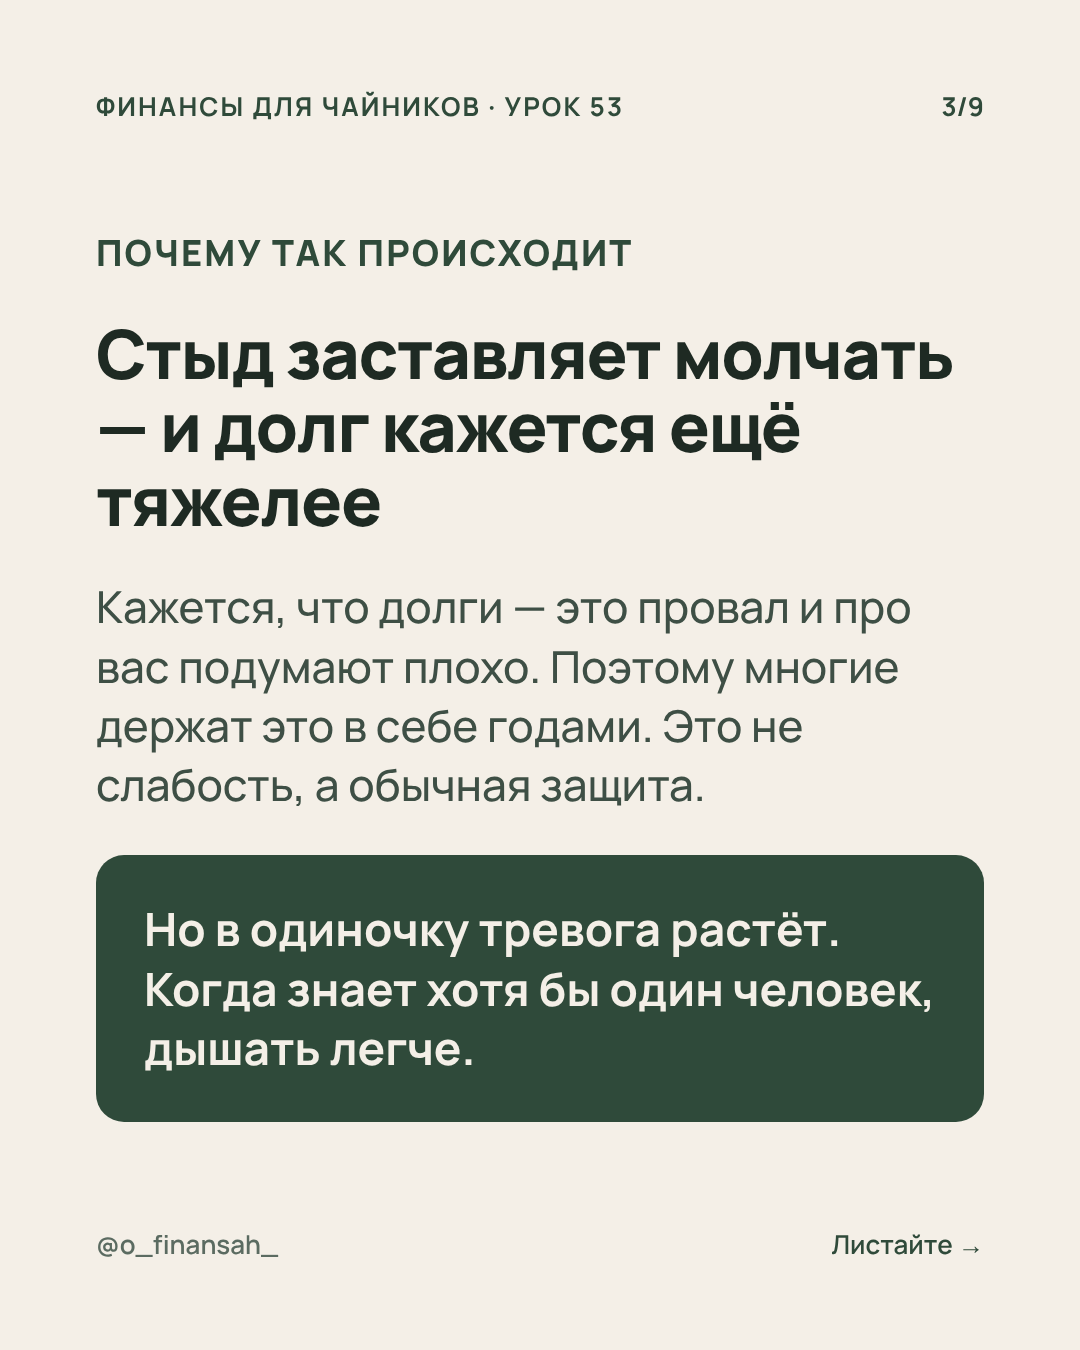 ФИНАНСЫ ДЛЯ ЧАЙНИКОВ · УРОК 53
3/9
ПОЧЕМУ ТАК ПРОИСХОДИТ
Стыд заставляет молчать
— и долг кажется ещё
тяжелее
Кажется, что долги — это провал и про
вас подумают плохо. Поэтому многие
держат это в себе годами. Это не
слабость, а обычная защита.
Но в одиночку тревога растёт.
Когда знает хотя бы один человек,
дышать легче.
@o_finansah_
Листайте →